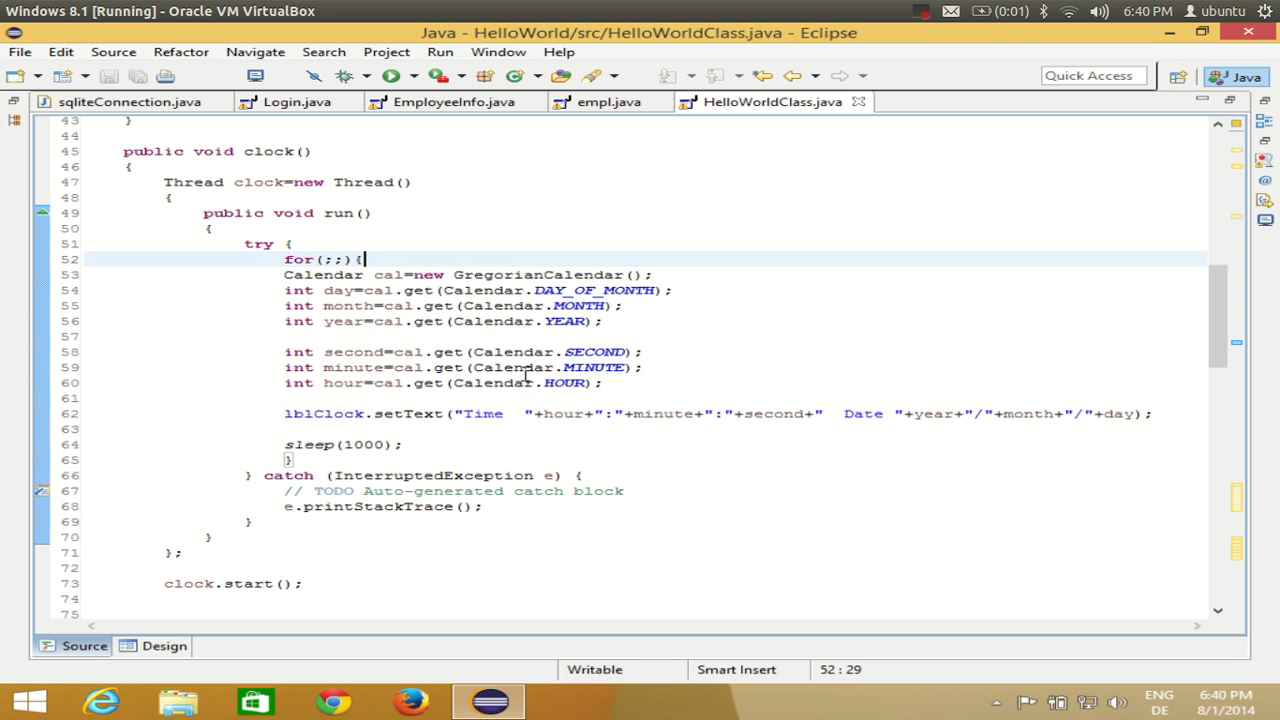 Windows 8.1 [Running] - Oracle VM VirtualBox
(0:01) 6:40 PM ubuntu
Java - HelloWorld/src/HelloWorldClass.java - Eclipse
File Edit Source Refactor Navigate Search Project Run Window Help
Quick Access Java
sqliteConnection.java Login.java EmployeeInfo.java empl.java HelloWorldClass.java
43 }
44
45 public void clock()
46 {
47 Thread clock=new Thread()
48 {
49 public void run()
50 {
51 try {
52 for(;;){
53 Calendar cal=new GregorianCalendar();
54 int day=cal.get(Calendar.DAY_OF_MONTH);
55 int month=cal.get(Calendar.MONTH);
56 int year=cal.get(Calendar.YEAR);
57
58 int second=cal.get(Calendar.SECOND);
59 int minute=cal.get(Calendar.MINUTE);
60 int hour=cal.get(Calendar.HOUR);
61
62 lblClock.setText("Time  "+hour+":"+minute+":"+second+"  Date "+year+"/"+month+"/"+day);
63
64 sleep(1000);
65 }
66 } catch (InterruptedException e) {
67 // TODO Auto-generated catch block
68 e.printStackTrace();
69 }
70 }
71 };
72
73 clock.start();
74
75
Source Design
Writable Smart Insert 52 : 29
ENG 6:40 PM
DE 8/1/2014